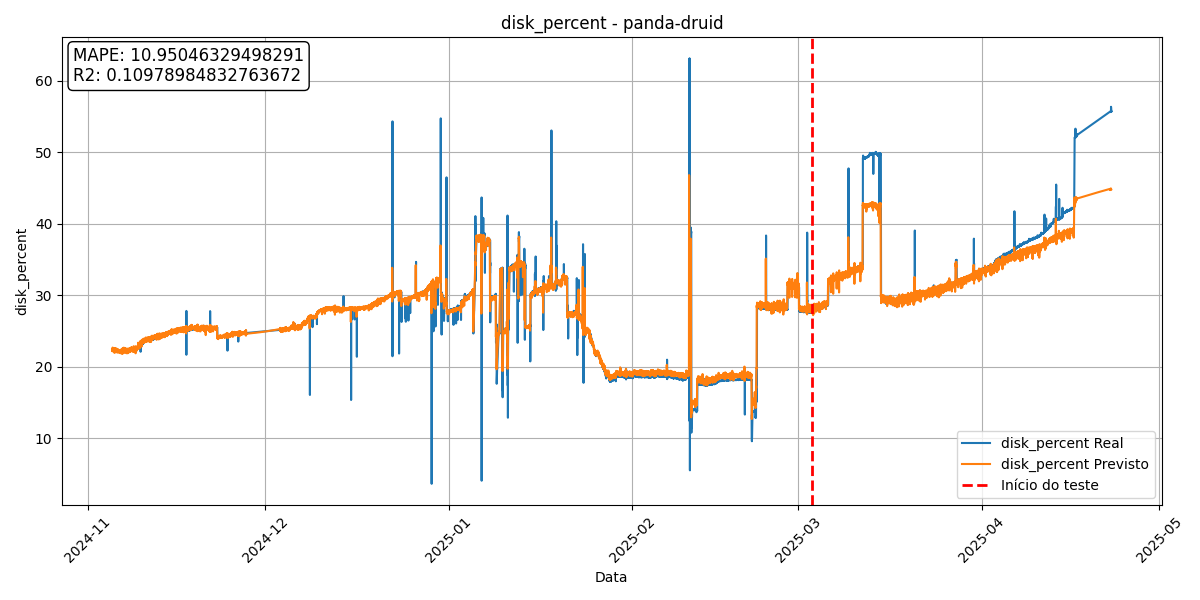 disk_percent - panda-druid
MAPE: 10.95046329498291
R2: 0.10978984832763672
disk_percent
60
50
40
30
20
10
disk_percent Real
disk_percent Previsto
Início do teste
2024-11
2024-12
2025-01
2025-02
2025-03
2025-04
2025-05
Data